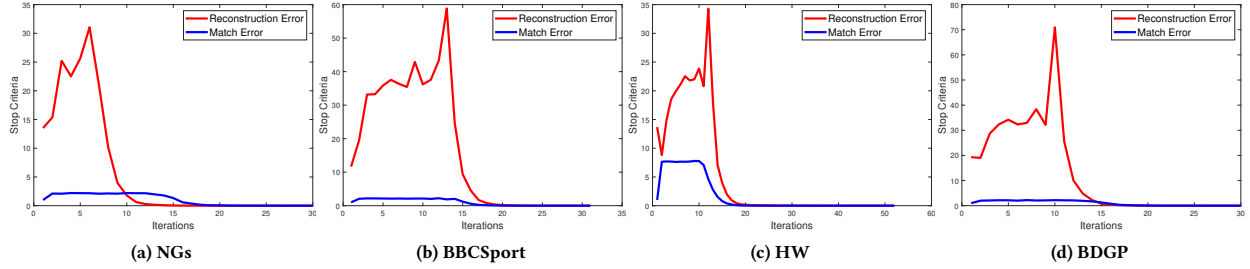 35
30
25
20
15
10
5
0
Stop Criteria
0 5 10 15 20 25 30
Iterations
Reconstruction Error
Match Error
(a) NGs
60
50
40
30
20
10
0
Stop Criteria
0 5 10 15 20 25 30 35
Iterations
Reconstruction Error
Match Error
(b) BBCSport
35
30
25
20
15
10
5
0
Stop Criteria
0 10 20 30 40 50 60
Iterations
Reconstruction Error
Match Error
(c) HW
80
70
60
50
40
30
20
10
0
Stop Criteria
0 5 10 15 20 25 30
Iterations
Reconstruction Error
Match Error
(d) BDGP